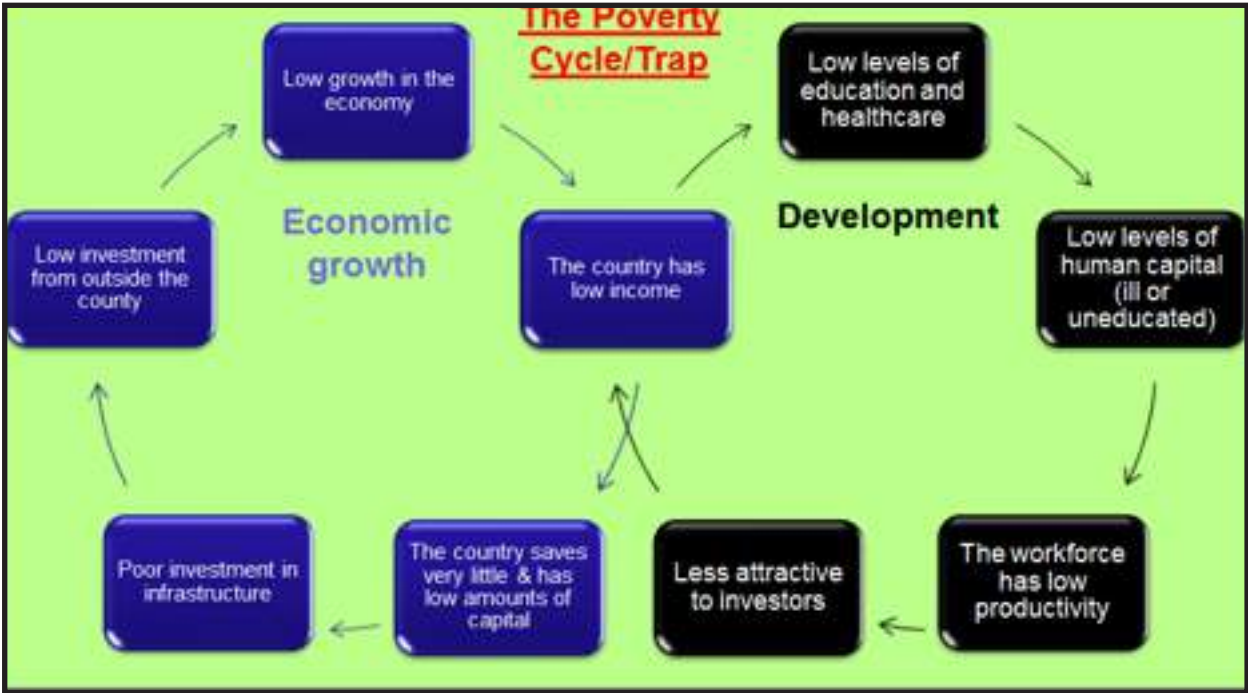 The Poverty
Cycle/Trap
Low growth in the
economy
Low levels of
education and
healthcare
Economic
growth
Development
Low investment
from outside the
county
The country has
low income
Low levels of
human capital
(ill or
uneducated)
Poor investment in
infrastructure
The country saves
very little & has
low amounts of
capital
Less attractive
to investors
The workforce
has low
productivity